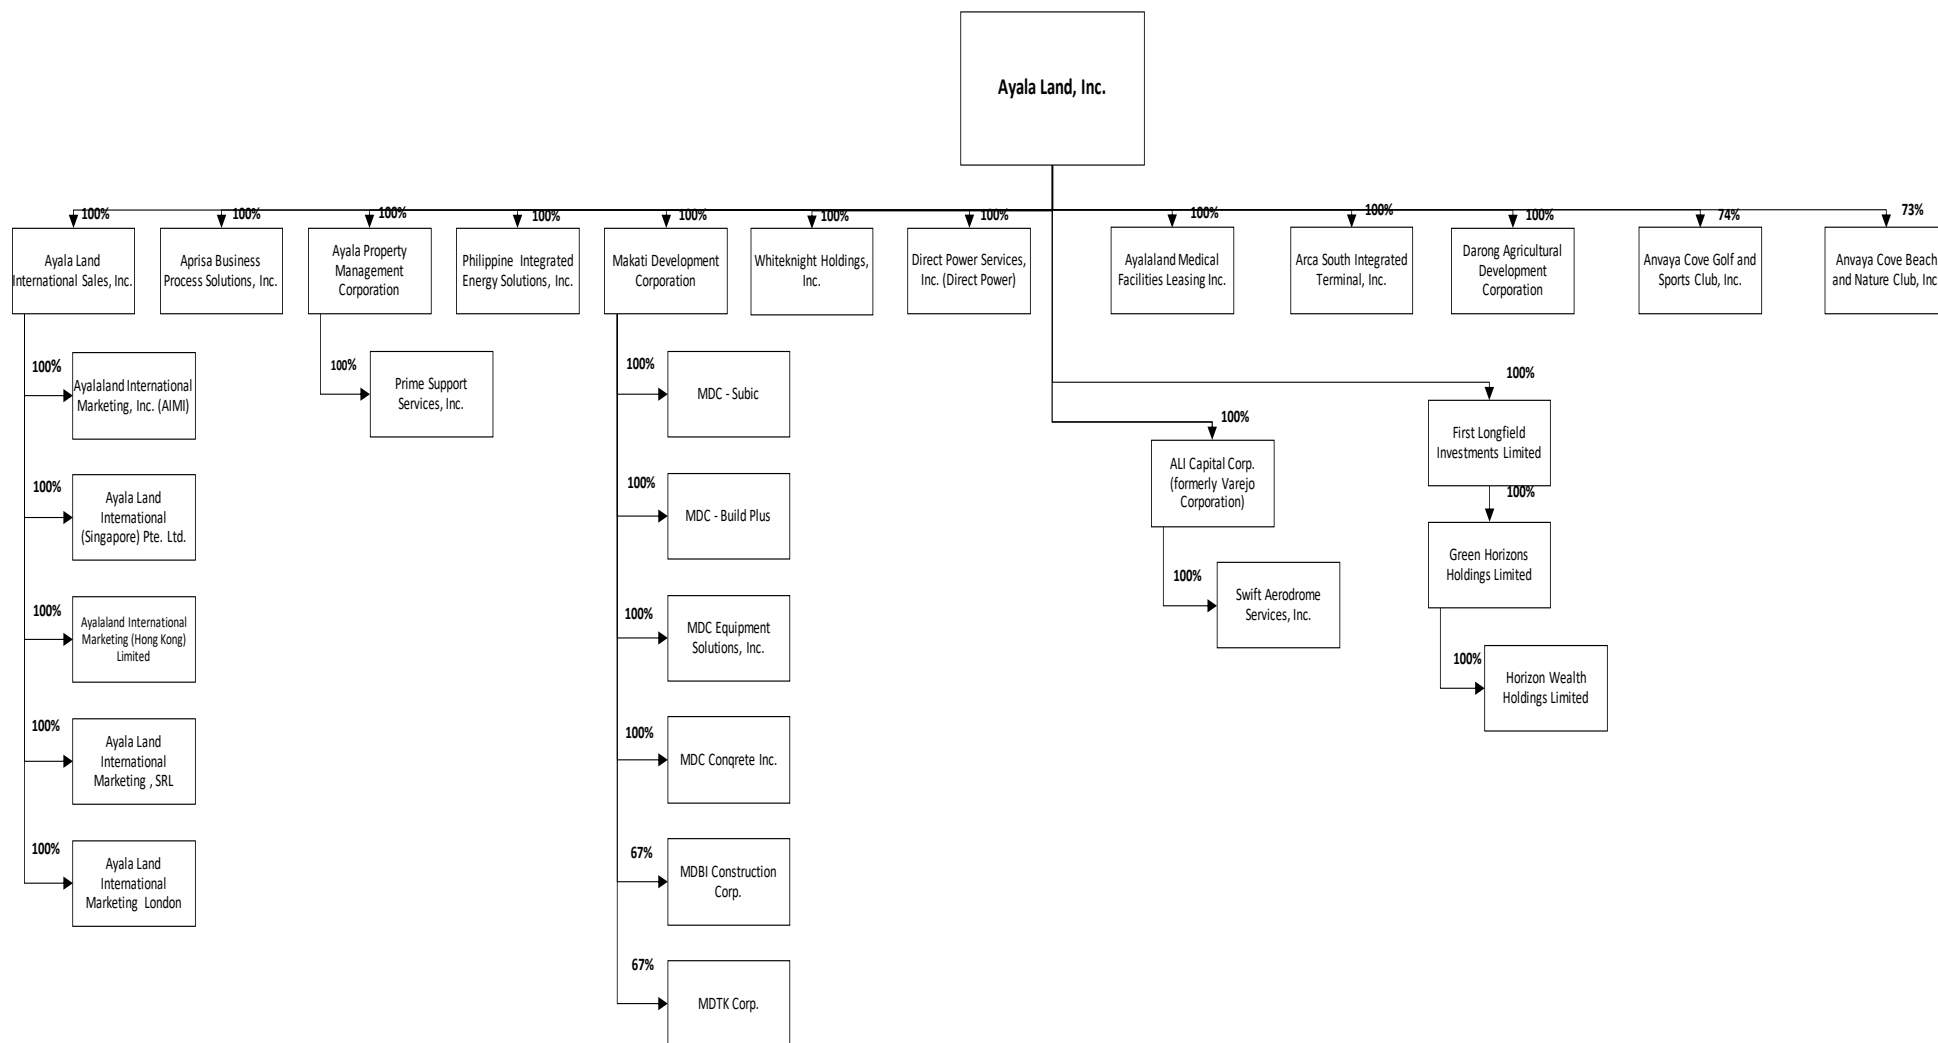 Ayala Land, Inc.
100%
100%
100%
100%
100%
100%
100%
100%
100%
100%
74%
73%
Ayala Land
International Sales, Inc.
Aprisa Business
Process Solutions, Inc.
Ayala Property
Management
Corporation
Philippine Integrated
Energy Solutions, Inc.
Makati Development
Corporation
Whiteknight Holdings,
Inc.
Direct Power Services,
Inc. (Direct Power)
Ayalaland Medical
Facilities Leasing Inc.
Arca South Integrated
Terminal, Inc.
Darong Agricultural
Development
Corporation
Anvaya Cove Golf and
Sports Club, Inc.
Anvaya Cove Beach
and Nature Club, Inc
100%
Ayalaland International
Marketing, Inc. (AIMI)
100%
Ayala Land
International
(Singapore) Pte. Ltd.
100%
Ayalaland International
Marketing (Hong Kong)
Limited
100%
Ayala Land
International
Marketing , SRL
100%
Ayala Land
International
Marketing London
100%
Prime Support
Services, Inc.
100%
MDC - Subic
100%
MDC - Build Plus
100%
MDC Equipment
Solutions, Inc.
100%
MDC Conqrete Inc.
67%
MDBI Construction
Corp.
67%
MDTK Corp.
100%
ALI Capital Corp.
(formerly Varejo
Corporation)
100%
Swift Aerodrome
Services, Inc.
100%
First Longfield
Investments Limited
100%
Green Horizons
Holdings Limited
100%
Horizon Wealth
Holdings Limited